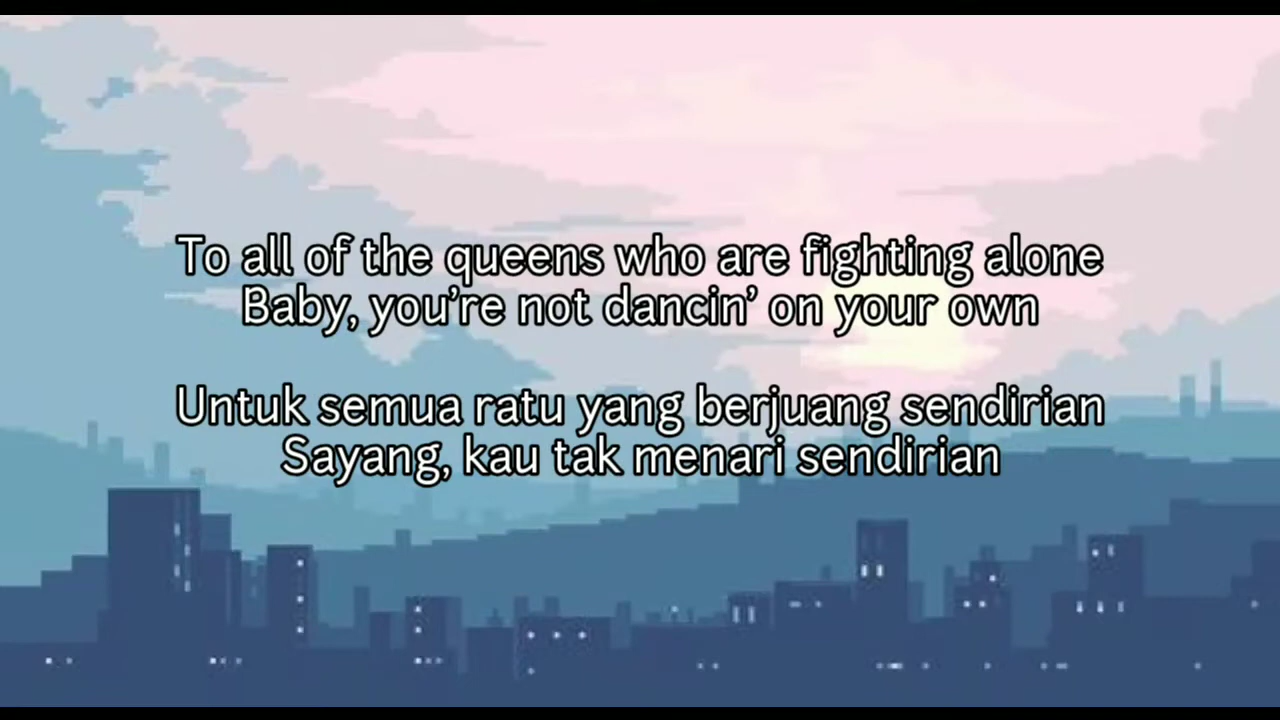 To all of the queens who are fighting alone
Baby, you’re not dancin’ on your own
Untuk semua ratu yang berjuang sendirian
Sayang, kau tak menari sendirian